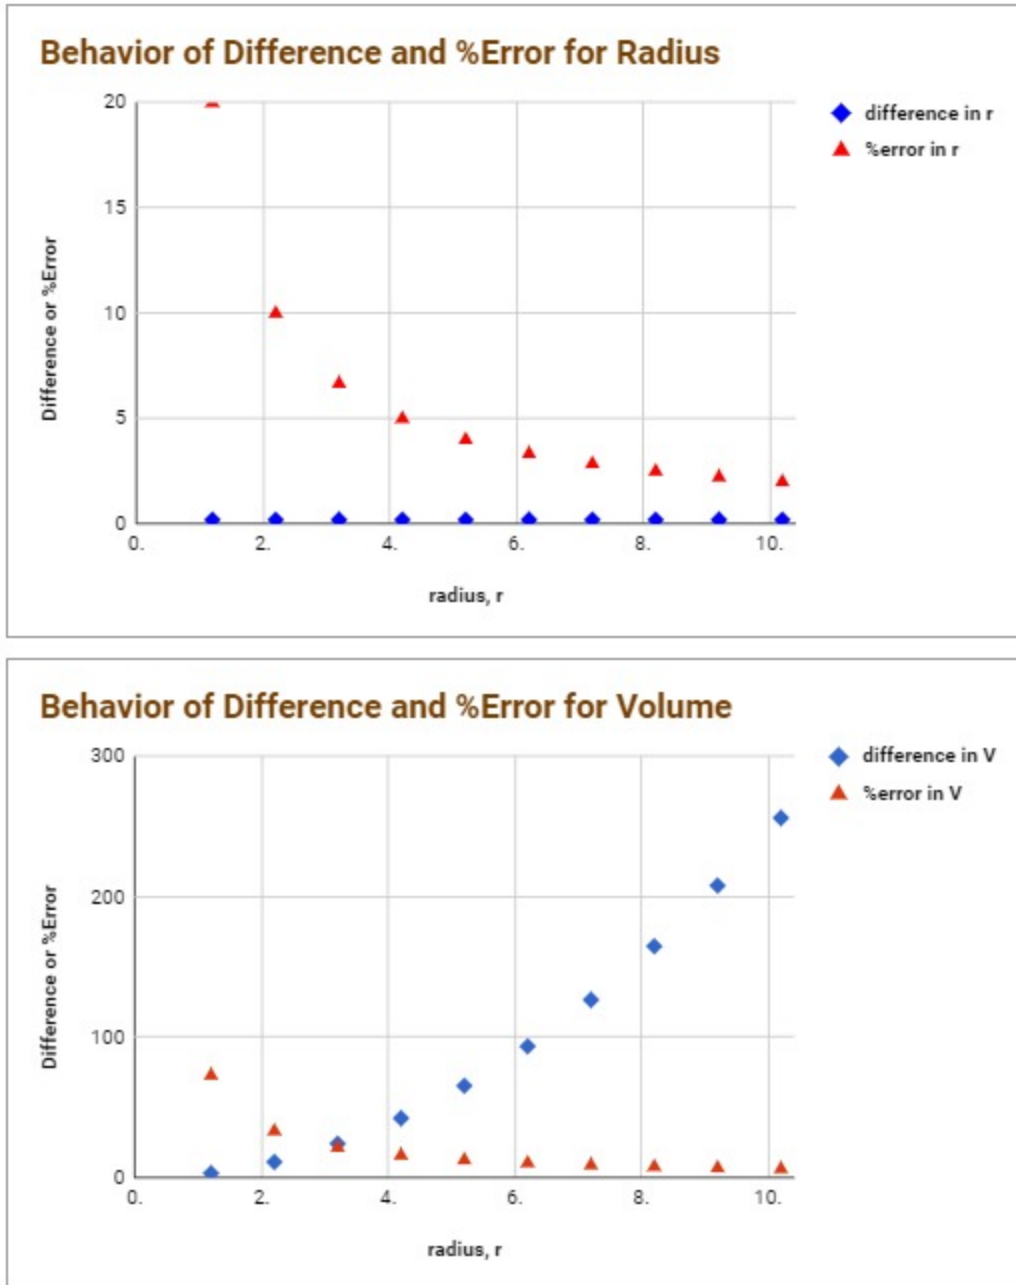 Behavior of Difference and %Error for Radius
difference in r
%error in r
Difference or %Error
20
15
10
5
0
0.
2.
4.
6.
8.
10.
radius, r
Behavior of Difference and %Error for Volume
difference in V
%error in V
Difference or %Error
300
200
100
0
0.
2.
4.
6.
8.
10.
radius, r